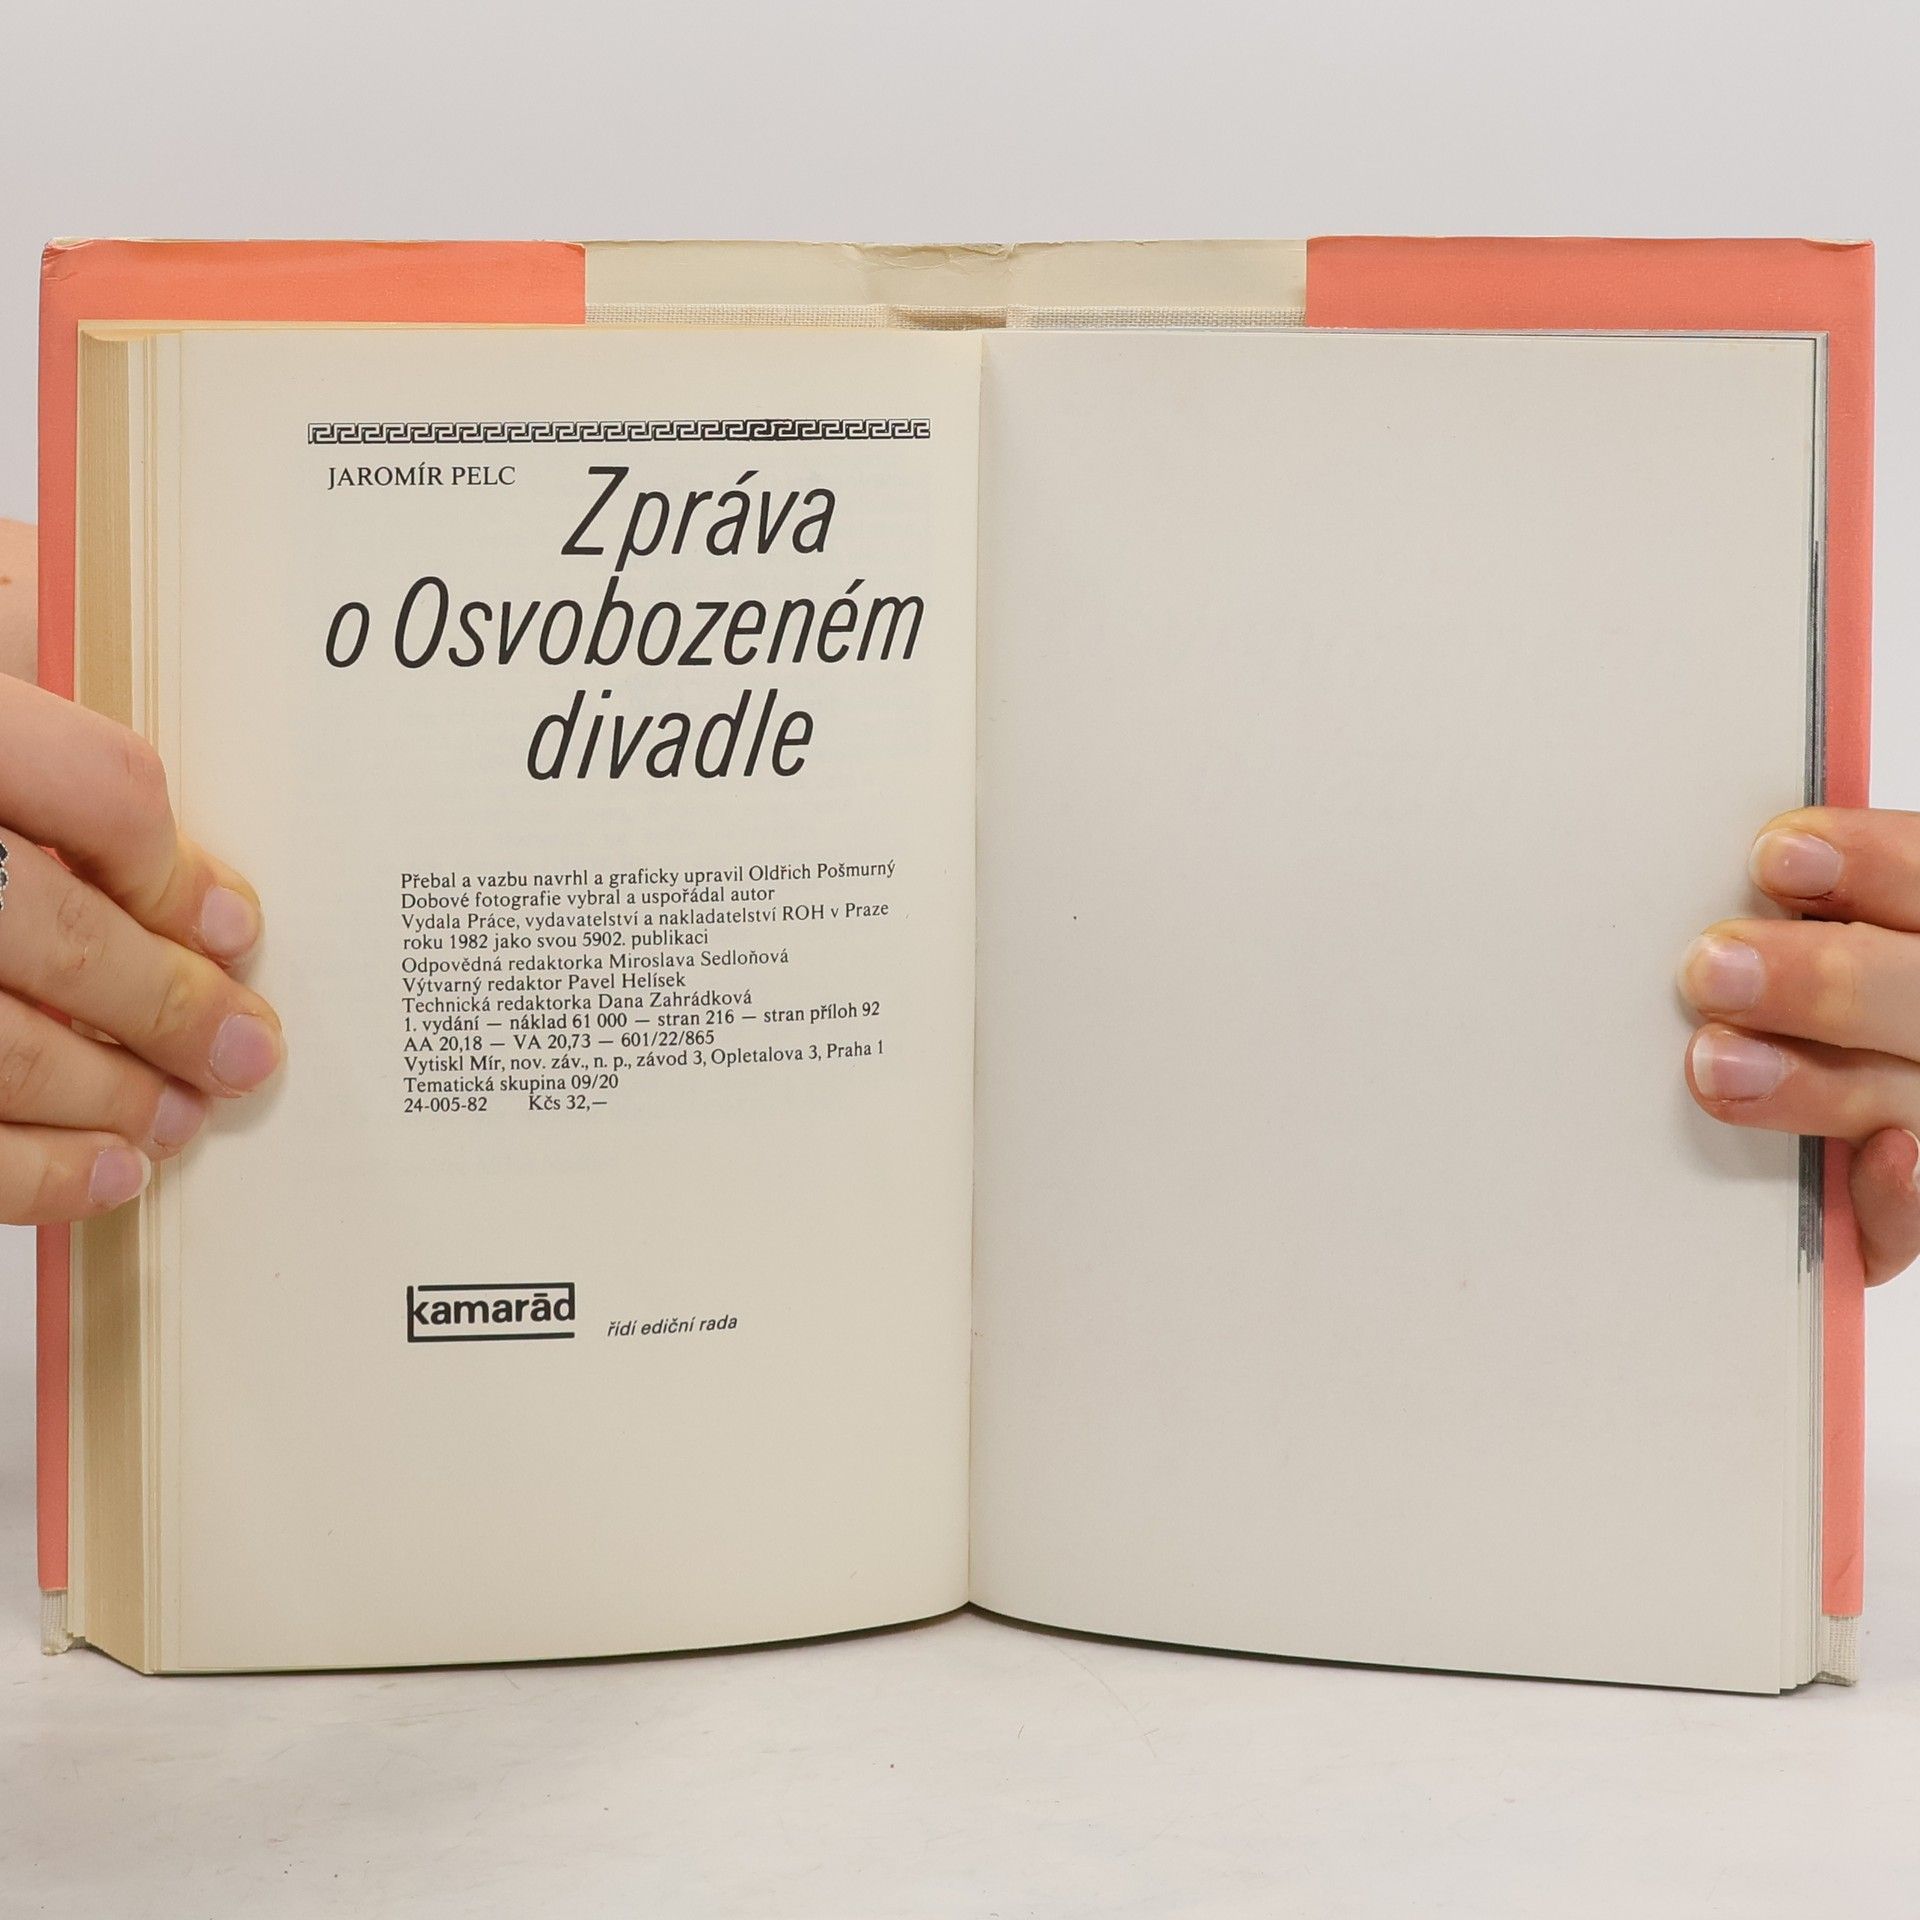 JAROMÍR PELC
Zpráva
o Osvobozeném
divadle
Přebal a vazbu navrhl a graficky upravil Oldřich Pošmurný
Dobové fotografie vybral a uspořádal autor
Vydala Práce, vydavatelství a nakladatelství ROH v Praze
roku 1982 jako svou 5902. publikaci
Odpovědná redaktorka Miroslava Sedloňová
Výtvarný redaktor Pavel Helísek
Technická redaktorka Dana Zahrádková
1. vydání — náklad 61 000 — stran 216 — stran příloh 92
AA 20,18 — VA 20,73 — 601/22/865
Vytiskl Mír, nov. záv., n. p., závod 3, Opletalova 3, Praha 1
Tematická skupina 09/20
24-005-82 Kčs 32,—
kamarād
řídí ediční rada